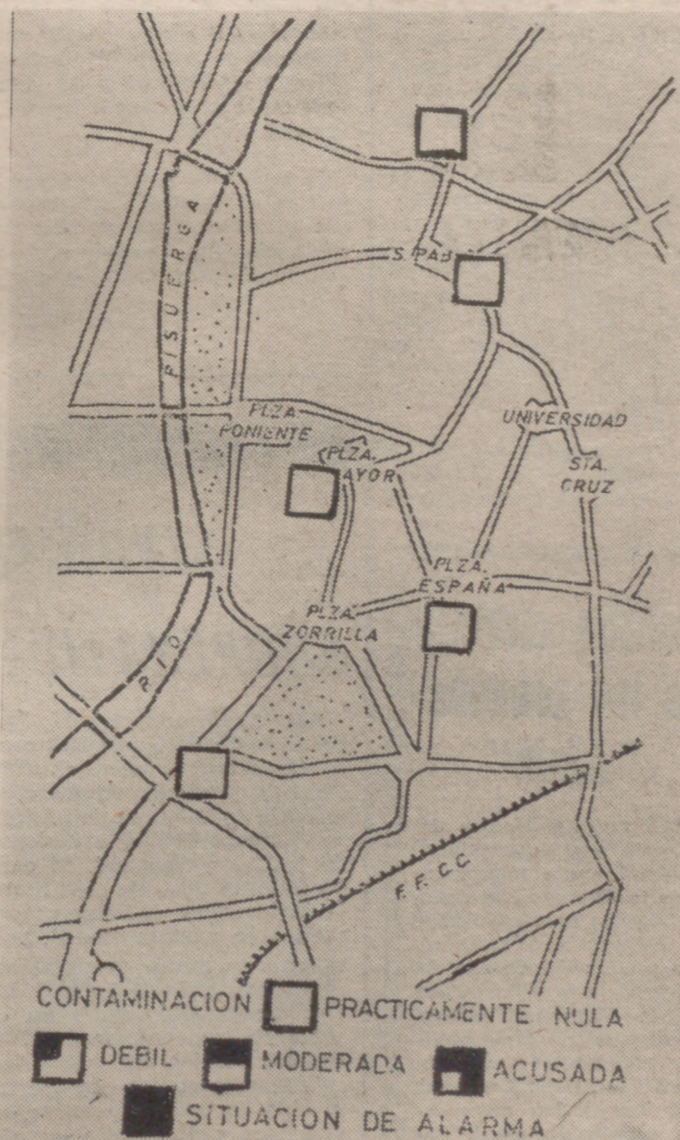 PISUERGA
S. PAB
PLZA.
PONIENTE
UNIVERSIDAD
PLZA.
AYOR
STA.
CRUZ
PLZA.
ESPAÑA
PLZA.
ZORRILLA
RIO
F.F. C.C.
CONTAMINACION PRACTICAMENTE NULA
DEBIL MODERADA ACUSADA
SITUACION DE ALARMA